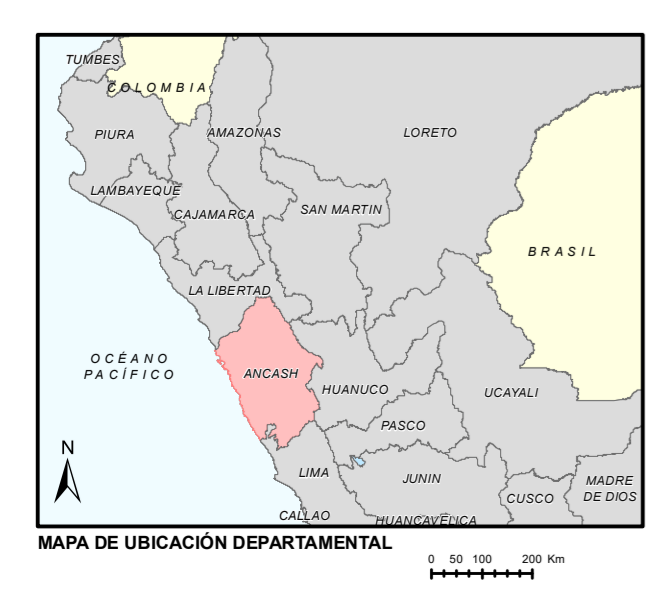 TUMBES
COLOMBIA
PIURA
AMAZONAS
LORETO
LAMBAYEQUE
CAJAMARCA
SAN MARTIN
BRASIL
LA LIBERTAD
OCÉANO
PACÍFICO
ANCASH
HUANUCO
UCAYALI
PASCO
N
LIMA
JUNIN
MADRE
DE DIOS
CUSCO
CALLAO
HUANCAVELICA
MAPA DE UBICACIÓN DEPARTAMENTAL
0 50 100 200 Km